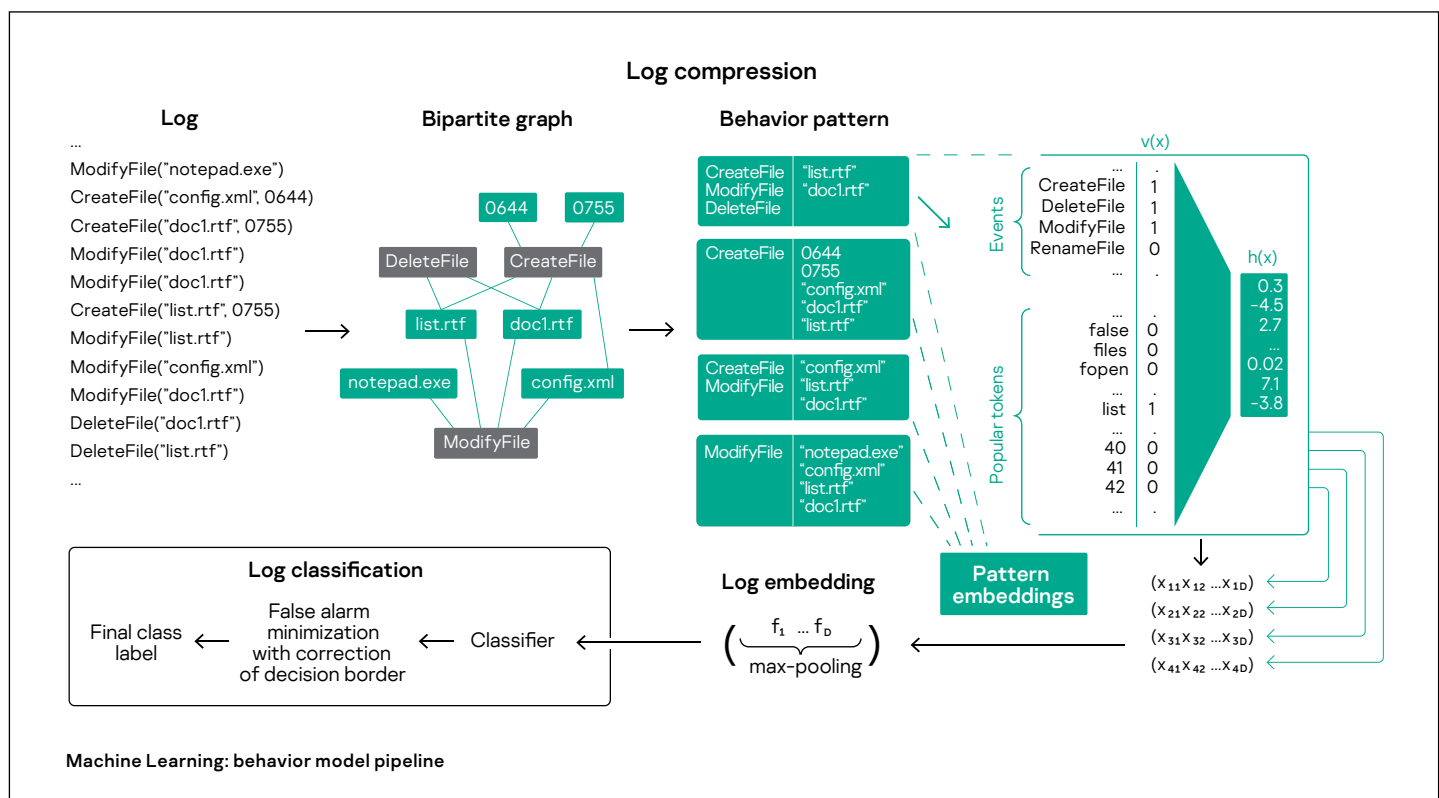 Log compression
Log
...
ModifyFile("notepad.exe")
CreateFile("config.xml", 0644)
CreateFile("doc1.rtf", 0755)
ModifyFile("doc1.rtf")
ModifyFile("doc1.rtf")
CreateFile("list.rtf", 0755)
ModifyFile("list.rtf")
ModifyFile("config.xml")
ModifyFile("doc1.rtf")
DeleteFile("doc1.rtf")
DeleteFile("list.rtf")
...
Bipartite graph
0644 0755
DeleteFile CreateFile
list.rtf doc1.rtf
notepad.exe config.xml
ModifyFile
Behavior pattern
CreateFile "list.rtf"
ModifyFile "doc1.rtf"
DeleteFile
CreateFile 0644
0755
"config.xml"
"doc1.rtf"
"list.rtf"
CreateFile "config.xml"
ModifyFile "list.rtf"
"doc1.rtf"
ModifyFile "notepad.exe"
"config.xml"
"list.rtf"
"doc1.rtf"
v(x)
Events
... .
CreateFile 1
DeleteFile 1
ModifyFile 1
RenameFile 0
... .
Popular tokens
... .
false 0
files 0
fopen 0
... .
list 1
... .
40 0
41 0
42 0
... .
h(x)
0.3
-4.5
2.7
...
0.02
7.1
-3.8
Pattern
embeddings
(x₁₁x₁₂ ...x₁D)
(x₂₁x₂₂ ...x₂D)
(x₃₁x₃₂ ...x₃D)
(x₄₁x₄₂ ...x₄D)
Log embedding
( f₁ ... fD )
max-pooling
Log classification
Classifier
False alarm
minimization
with correction
of decision border
Final class
label
Machine Learning: behavior model pipeline